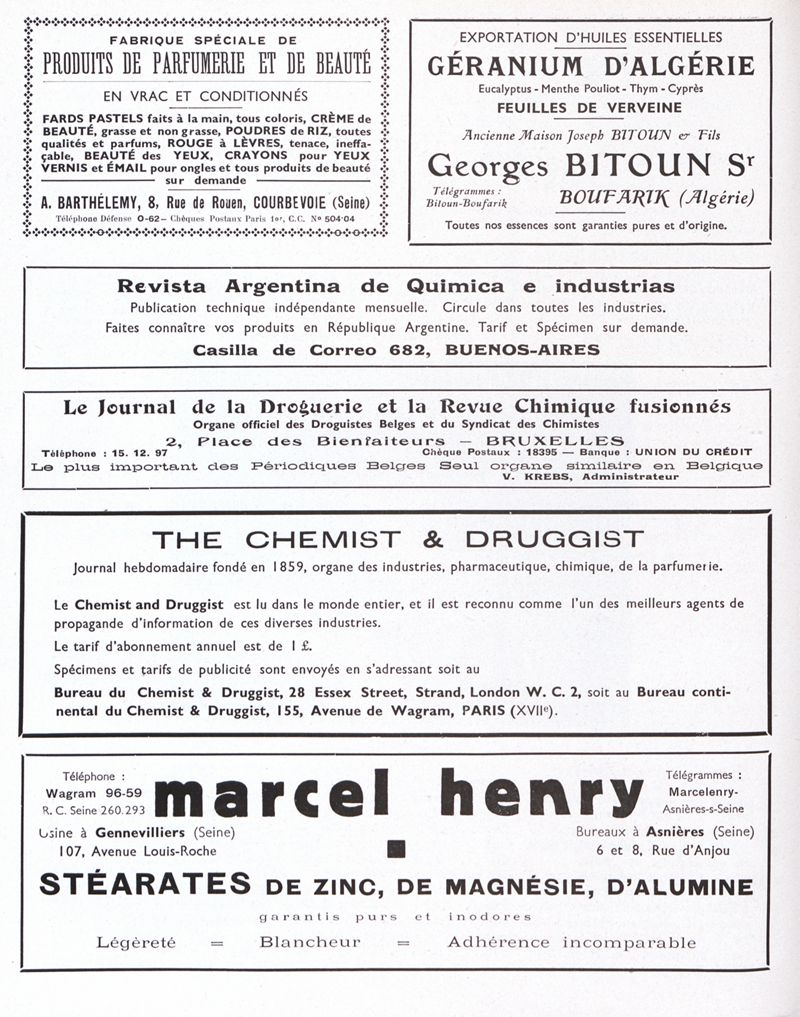 FABRIQUE SPÉCIALE DE
PRODUITS DE PARFUMERIE ET DE BEAUTÉ
EN VRAC ET CONDITIONNÉS
FARDS PASTELS faits à la main, tous coloris, CRÈME de
BEAUTÉ, grasse et non grasse, POUDRES de RIZ, toutes
qualités et parfums, ROUGE à LÈVRES, tenace, ineffa-
çable, BEAUTÉ des YEUX, CRAYONS pour YEUX
VERNIS et ÉMAIL pour ongles et tous produits de beauté
sur demande
A. BARTHÉLEMY, 8, Rue de Rouen, COURBEVOIE (Seine)
Téléphone Défense 0-62 — Chèques Postaux Paris 1er, C.C. No 504-04
EXPORTATION D'HUILES ESSENTIELLES
GÉRANIUM D'ALGÉRIE
Eucalyptus - Menthe Pouliot - Thym - Cyprès
FEUILLES DE VERVEINE
Ancienne Maison Joseph BITOUN & Fils
Georges BITOUN Sr
Télégrammes :
Bitoun-Boufarik
BOUFARIK (Algérie)
Toutes nos essences sont garanties pures et d'origine.
Revista Argentina de Quimica e industrias
Publication technique indépendante mensuelle. Circule dans toutes les industries.
Faites connaître vos produits en République Argentine. Tarif et Spécimen sur demande.
Casilla de Correo 682, BUENOS-AIRES
Le Journal de la Droguerie et la Revue Chimique fusionnés
Organe officiel des Droguistes Belges et du Syndicat des Chimistes
2, Place des Bienfaiteurs — BRUXELLES
Téléphone : 15. 12. 97 Chèque Postaux : 18395 — Banque : UNION DU CRÉDIT
Le plus important des Périodiques Belges Seul organe similaire en Belgique
V. KREBS, Administrateur
THE CHEMIST & DRUGGIST
Journal hebdomadaire fondé en 1859, organe des industries, pharmaceutique, chimique, de la parfumerie.
Le Chemist and Druggist est lu dans le monde entier, et il est reconnu comme l'un des meilleurs agents de
propagande d'information de ces diverses industries.
Le tarif d'abonnement annuel est de 1 £.
Spécimens et tarifs de publicité sont envoyés en s'adressant soit au
Bureau du Chemist & Druggist, 28 Essex Street, Strand, London W. C. 2, soit au Bureau conti-
nental du Chemist & Druggist, 155, Avenue de Wagram, PARIS (XVIIe).
Téléphone :
Wagram 96-59
R. C. Seine 260.293
marcel henry
Télégrammes :
Marcelenry-
Asnières-s-Seine
Usine à Gennevilliers (Seine)
107, Avenue Louis-Roche
Bureaux à Asnières (Seine)
6 et 8, Rue d'Anjou
STÉARATES DE ZINC, DE MAGNÉSIE, D'ALUMINE
garantis purs et inodores
Légèreté = Blancheur = Adhérence incomparable